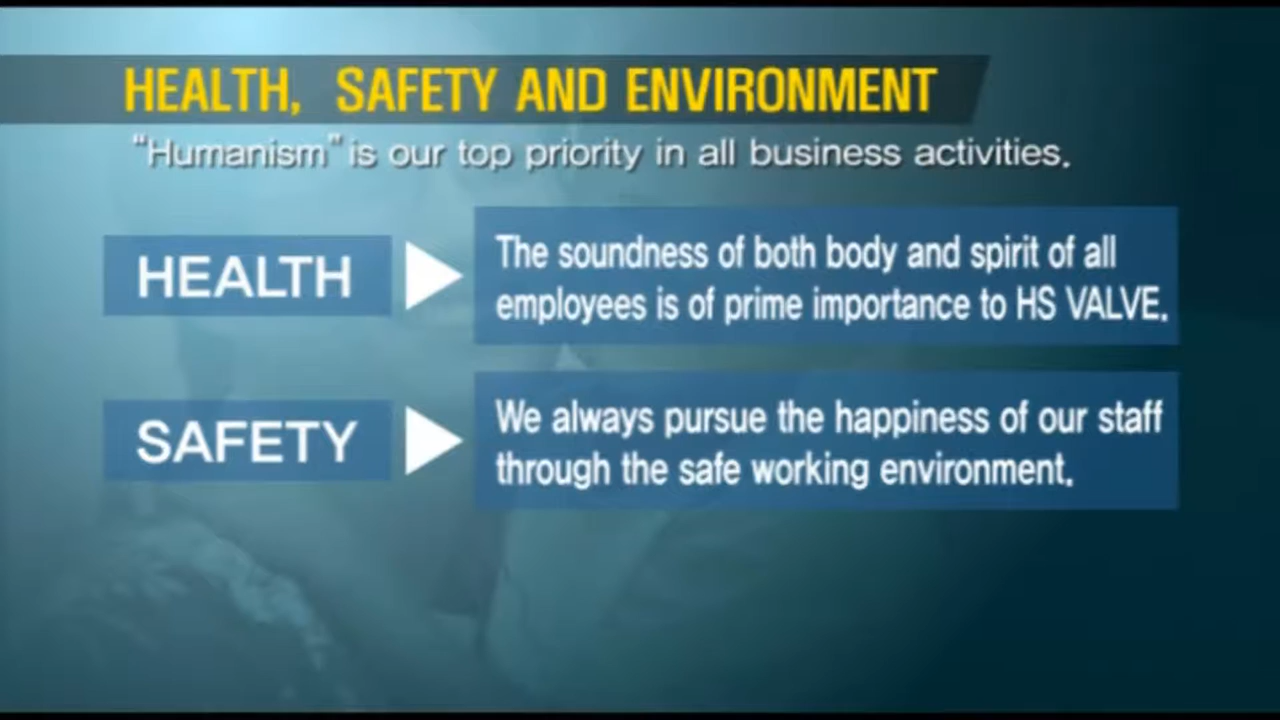 HEALTH, SAFETY AND ENVIRONMENT
"Humanism" is our top priority in all business activities.
HEALTH
The soundness of both body and spirit of all
employees is of prime importance to HS VALVE.
SAFETY
We always pursue the happiness of our staff
through the safe working environment.